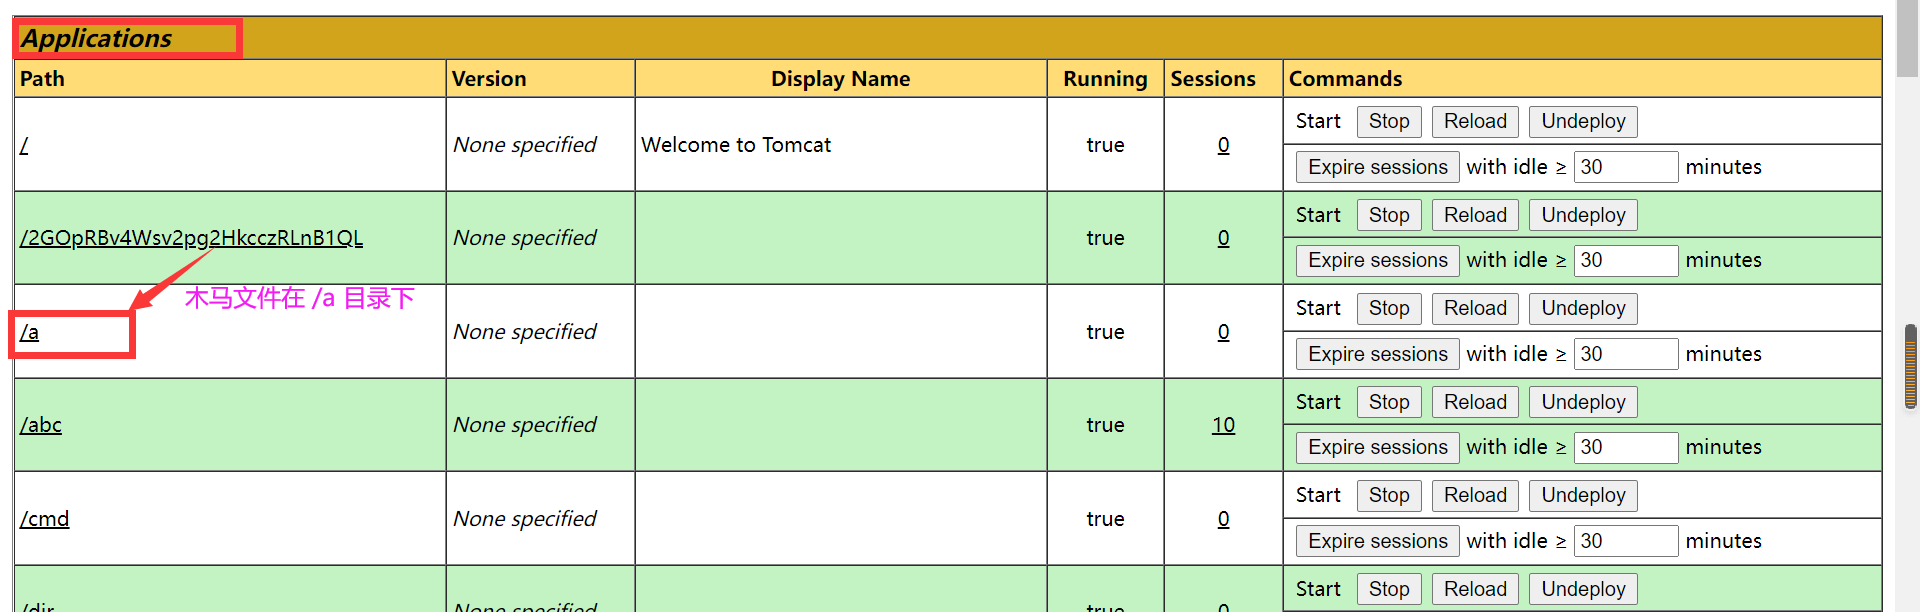 Applications
Path Version Display Name Running Sessions Commands
/ None specified Welcome to Tomcat true 0 Start Stop Reload Undeploy
Expire sessions with idle ≥ 30 minutes
/2GOpRBv4Wsv2pg2HkcczRLnB1QL None specified true 0 Start Stop Reload Undeploy
Expire sessions with idle ≥ 30 minutes
木马文件在 /a 目录下
/a None specified true 0 Start Stop Reload Undeploy
Expire sessions with idle ≥ 30 minutes
/abc None specified true 10 Start Stop Reload Undeploy
Expire sessions with idle ≥ 30 minutes
/cmd None specified true 0 Start Stop Reload Undeploy
Expire sessions with idle ≥ 30 minutes
/dir None specified true 0 Start Stop Reload Undeploy